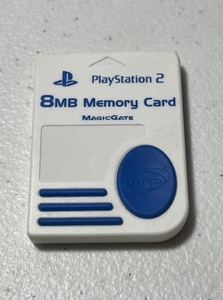 PlayStation 2
8MB Memory Card
MAGICGATE